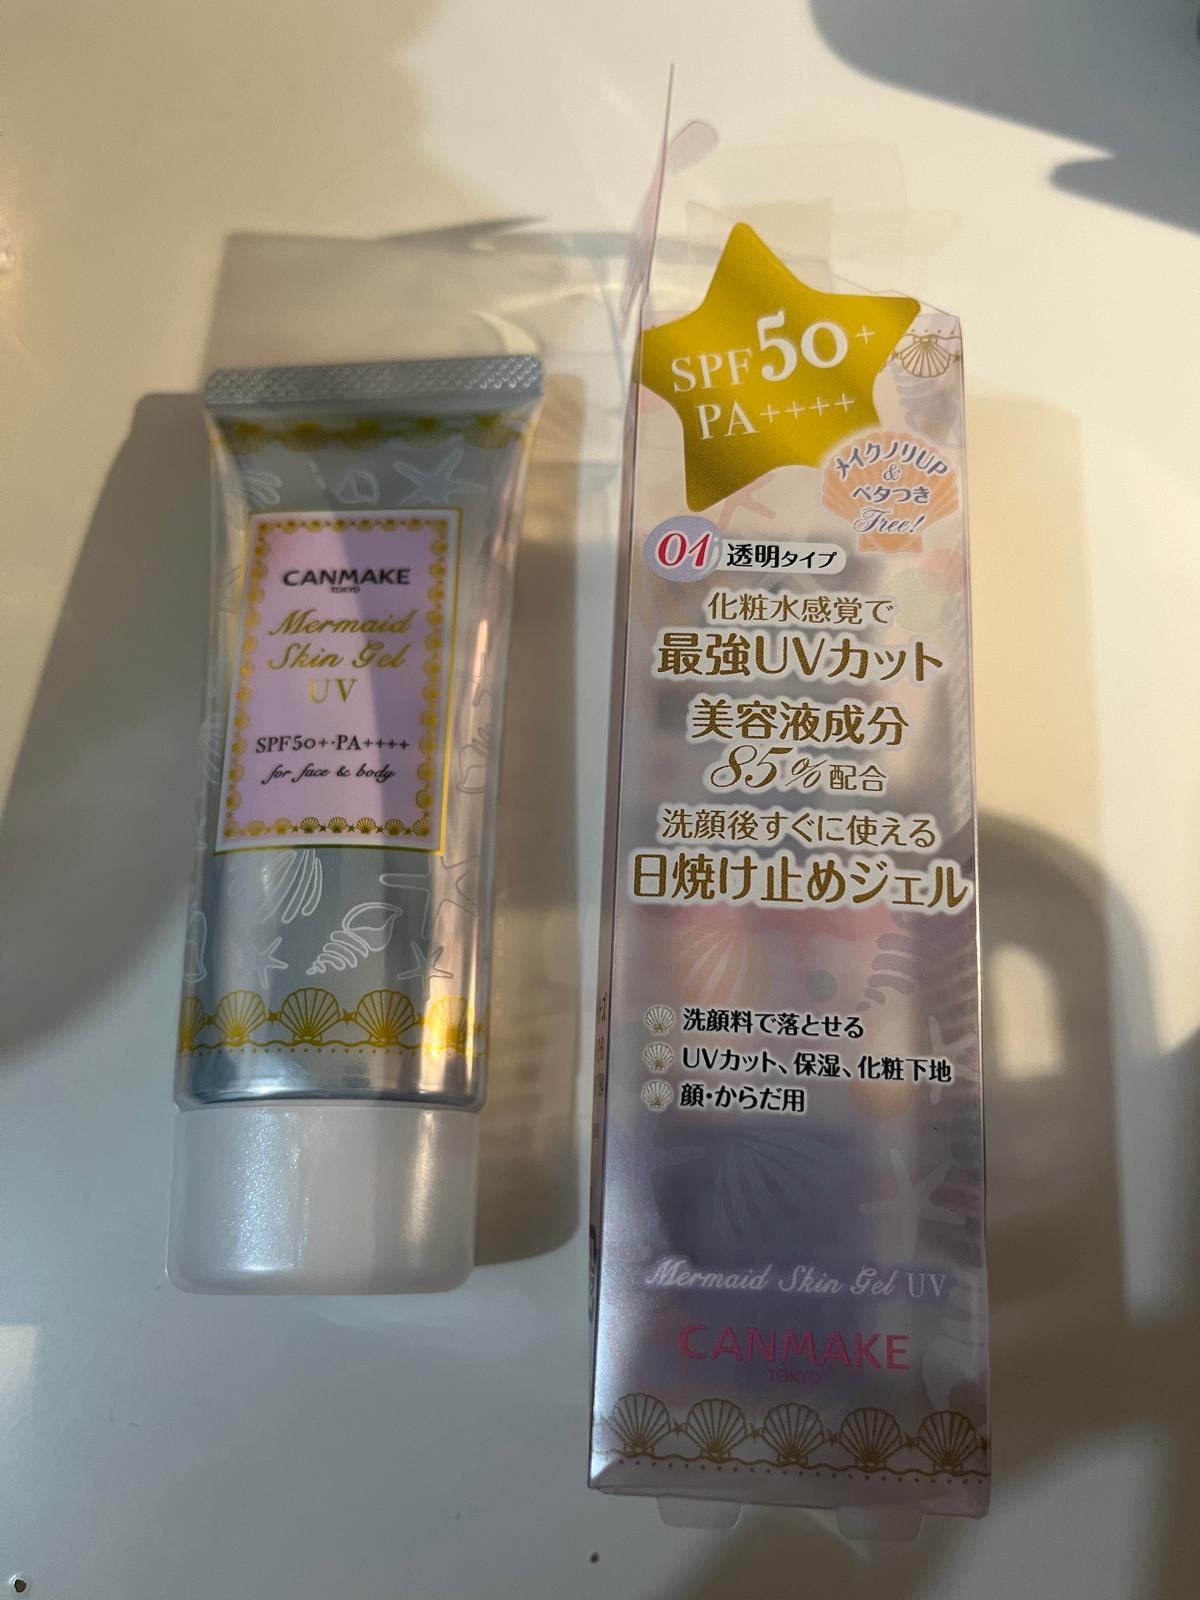 CANMAKE
TOKYO
Mermaid
Skin Gel
UV
SPF50+・PA++++
for face & body
SPF50+
PA++++
メイクノリUP
&
ベタつき
Free!
01 透明タイプ
化粧水感覚で
最強UVカット
美容液成分
85%配合
洗顔後すぐに使える
日焼け止めジェル
洗顔料で落とせる
UVカット、保湿、化粧下地
顔・からだ用
Mermaid Skin Gel UV
CANMAKE
TOKYO